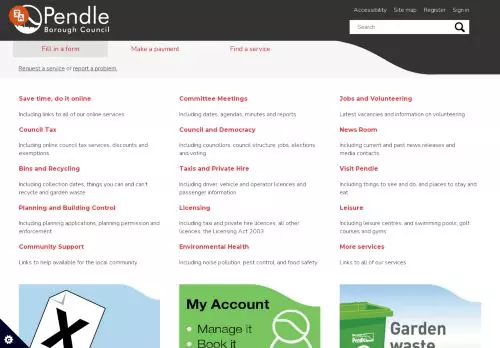 Pendle
Borough Council
Accessibility Site map Register Sign in
Search
Fill in a form Make a payment Find a service
Request a service or report a problem.
Save time, do it online
Including links to all of our online services
Committee Meetings
Including dates, agendas, minutes and reports
Jobs and Volunteering
Latest vacancies and information on volunteering
Council Tax
Including online council tax services, discounts and
exemptions
Council and Democracy
Including councillors, council structure, jobs, elections
and voting
News Room
Including current and past news releases and
media contacts
Bins and Recycling
Including collection dates, things you can and can't
recycle and garden waste
Taxis and Private Hire
Including driver, vehicle and operator licences and
passenger information
Visit Pendle
Including things to see and do, and places to stay and
eat
Planning and Building Control
Including planning applications, planning permission and
enforcement
Licensing
Including taxi and private hire licences, all other
licences, the Licensing Act 2003
Leisure
Including leisure centres, and swimming pools, golf
courses and gyms
Community Support
Links to help available for the local community
Environmental Health
Including noise pollution, pest control, and food safety
More services
Links to all of our services
X
My Account
• Manage it
• Book it
Pendle
Garden
waste